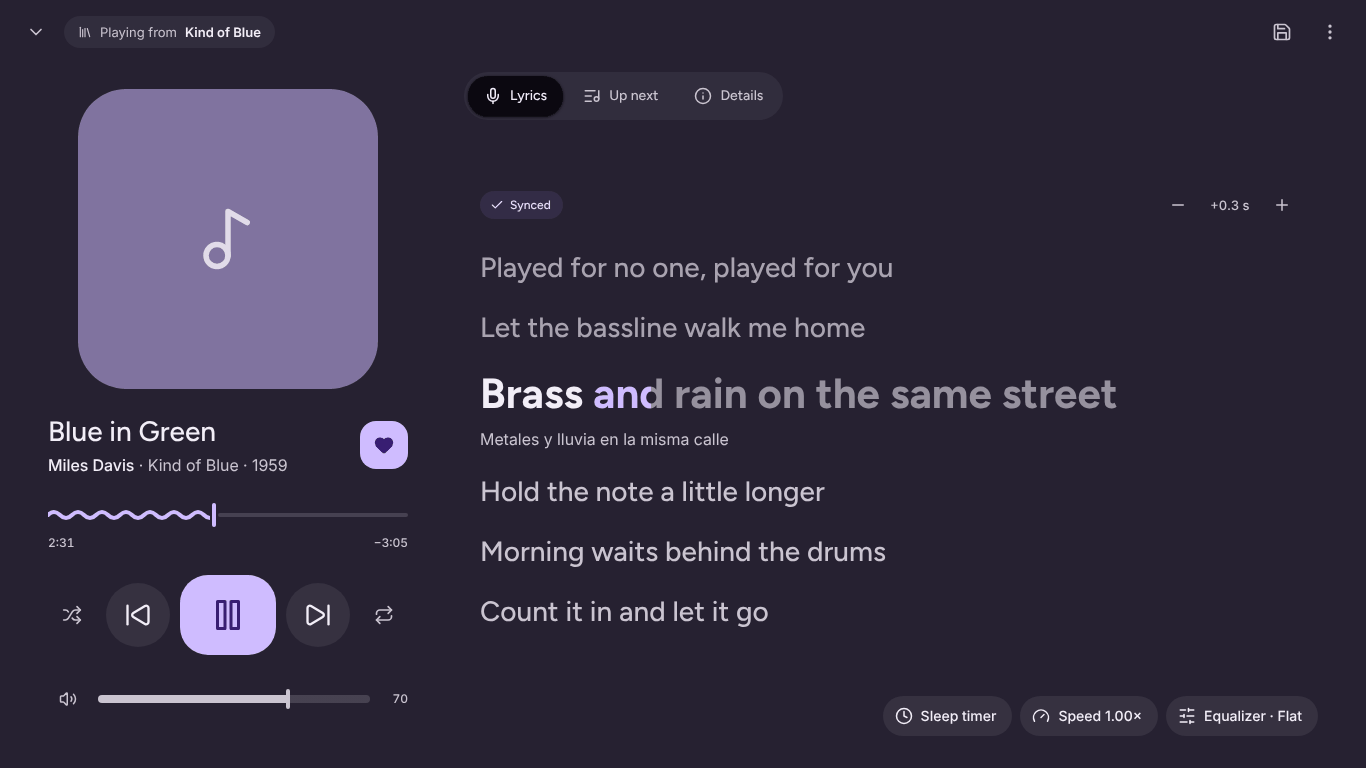 Playing from Kind of Blue
Lyrics
Up next
Details
Synced
+0.3 s
Played for no one, played for you
Let the bassline walk me home
Brass and rain on the same street
Metales y lluvia en la misma calle
Hold the note a little longer
Morning waits behind the drums
Count it in and let it go
Blue in Green
Miles Davis · Kind of Blue · 1959
2:31
−3:05
70
Sleep timer
Speed 1.00×
Equalizer · Flat